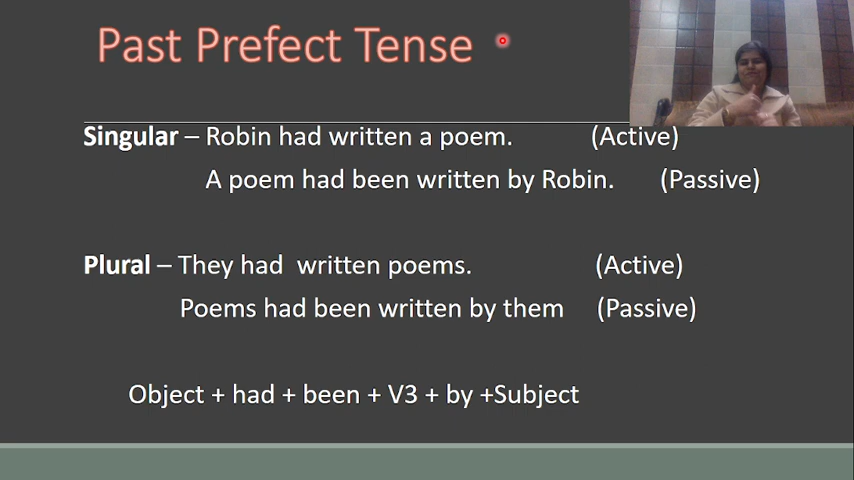 Past Prefect Tense
Singular – Robin had written a poem. (Active)
A poem had been written by Robin. (Passive)
Plural – They had written poems. (Active)
Poems had been written by them (Passive)
Object + had + been + V3 + by +Subject